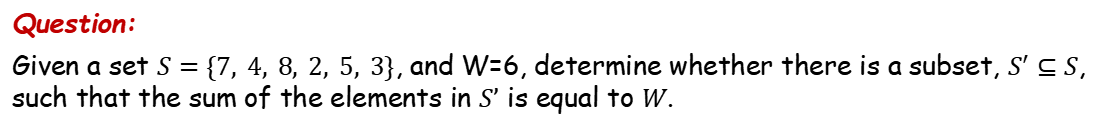 Question:
Given a set S = {7, 4, 8, 2, 5, 3}, and W=6, determine whether there is a subset, S′ ⊆ S,
such that the sum of the elements in S’ is equal to W.